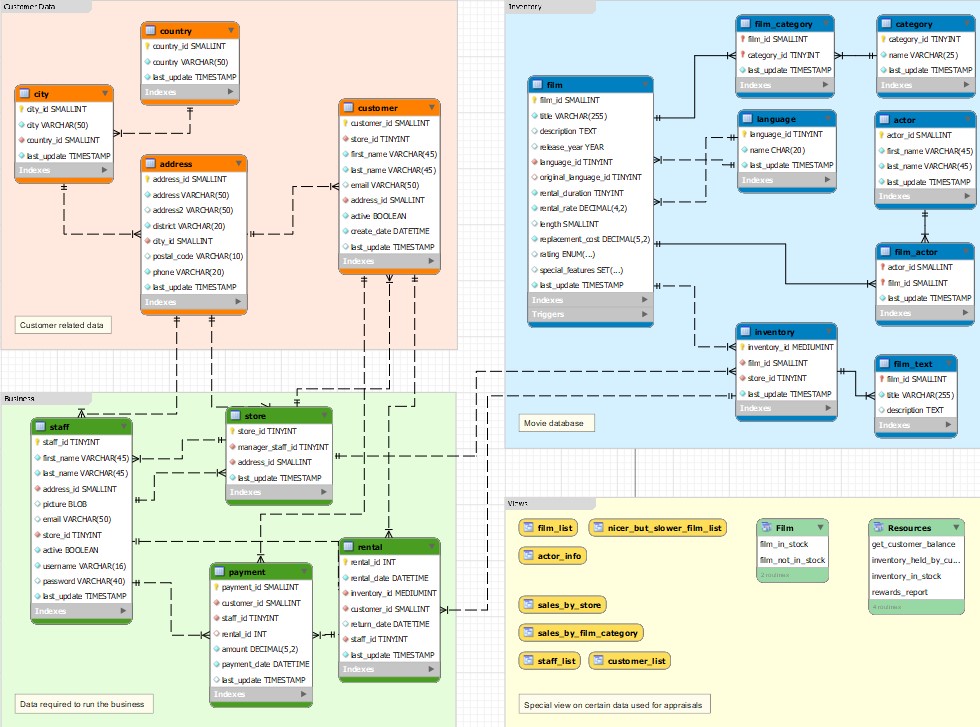 Customer Data
country
country_id SMALLINT
country VARCHAR(50)
last_update TIMESTAMP
Indexes
city
city_id SMALLINT
city VARCHAR(50)
country_id SMALLINT
last_update TIMESTAMP
Indexes
address
address_id SMALLINT
address VARCHAR(50)
address2 VARCHAR(50)
district VARCHAR(20)
city_id SMALLINT
postal_code VARCHAR(10)
phone VARCHAR(20)
last_update TIMESTAMP
Indexes
customer
customer_id SMALLINT
store_id TINYINT
first_name VARCHAR(45)
last_name VARCHAR(45)
email VARCHAR(50)
address_id SMALLINT
active BOOLEAN
create_date DATETIME
last_update TIMESTAMP
Indexes
Customer related data
Inventory
film
film_id SMALLINT
title VARCHAR(255)
description TEXT
release_year YEAR
language_id TINYINT
original_language_id TINYINT
rental_duration TINYINT
rental_rate DECIMAL(4,2)
length SMALLINT
replacement_cost DECIMAL(5,2)
rating ENUM(...)
special_features SET(...)
last_update TIMESTAMP
Indexes
Triggers
film_category
film_id SMALLINT
category_id TINYINT
last_update TIMESTAMP
Indexes
category
category_id TINYINT
name VARCHAR(25)
last_update TIMESTAMP
Indexes
language
language_id TINYINT
name CHAR(20)
last_update TIMESTAMP
Indexes
actor
actor_id SMALLINT
first_name VARCHAR(45)
last_name VARCHAR(45)
last_update TIMESTAMP
Indexes
film_actor
actor_id SMALLINT
film_id SMALLINT
last_update TIMESTAMP
Indexes
inventory
inventory_id MEDIUMINT
film_id SMALLINT
store_id TINYINT
last_update TIMESTAMP
Indexes
film_text
film_id SMALLINT
title VARCHAR(255)
description TEXT
Indexes
Movie database
Business
staff
staff_id TINYINT
first_name VARCHAR(45)
last_name VARCHAR(45)
address_id SMALLINT
picture BLOB
email VARCHAR(50)
store_id TINYINT
active BOOLEAN
username VARCHAR(16)
password VARCHAR(40)
last_update TIMESTAMP
Indexes
store
store_id TINYINT
manager_staff_id TINYINT
address_id SMALLINT
last_update TIMESTAMP
Indexes
payment
payment_id SMALLINT
customer_id SMALLINT
staff_id TINYINT
rental_id INT
amount DECIMAL(5,2)
payment_date DATETIME
last_update TIMESTAMP
Indexes
rental
rental_id INT
rental_date DATETIME
inventory_id MEDIUMINT
customer_id SMALLINT
return_date DATETIME
staff_id TINYINT
last_update TIMESTAMP
Indexes
Data required to run the business
Views
film_list
nicer_but_slower_film_list
actor_info
sales_by_store
sales_by_film_category
staff_list
customer_list
Film
film_in_stock
film_not_in_stock
2 routines
Resources
get_customer_balance
inventory_held_by_cu...
inventory_in_stock
rewards_report
4 routines
Special view on certain data used for appraisals